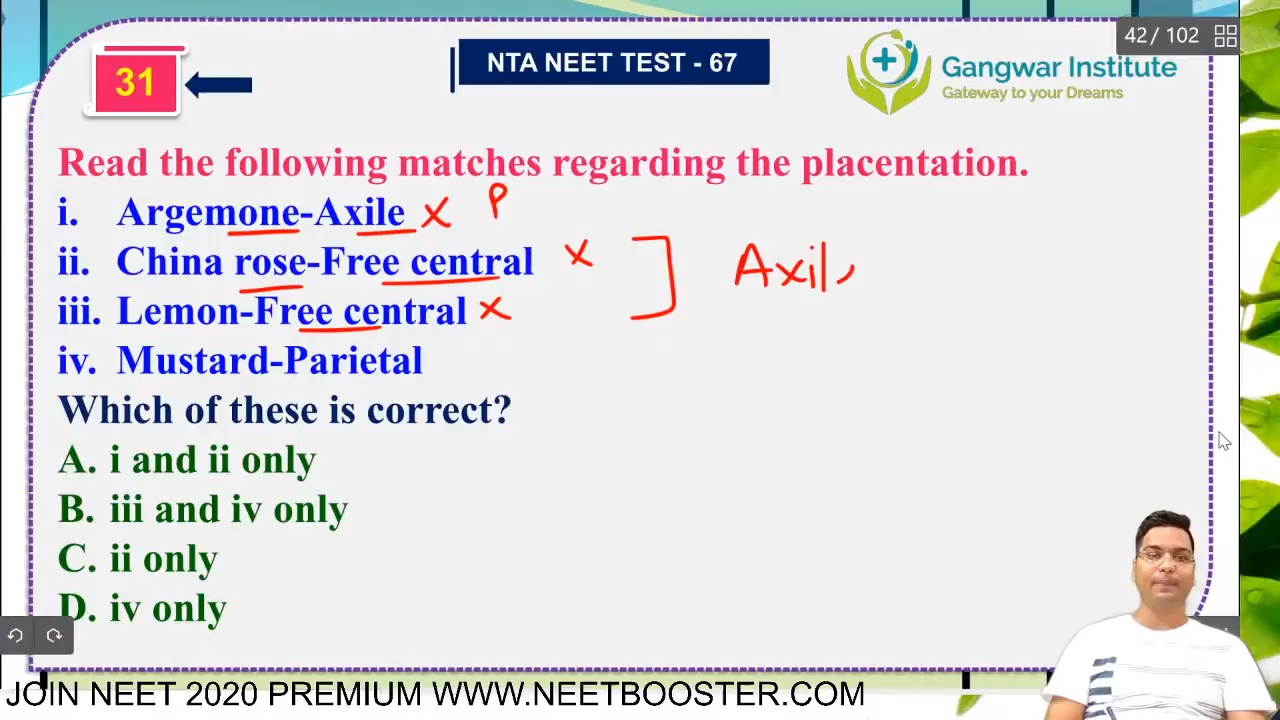 42 / 102
31
NTA NEET TEST - 67
Gangwar Institute
Gateway to your Dreams
Read the following matches regarding the placentation.
i. Argemone-Axile x P
ii. China rose-Free central x
iii. Lemon-Free central x
Axil
iv. Mustard-Parietal
Which of these is correct?
A. i and ii only
B. iii and iv only
C. ii only
D. iv only
JOIN NEET 2020 PREMIUM WWW.NEETBOOSTER.COM